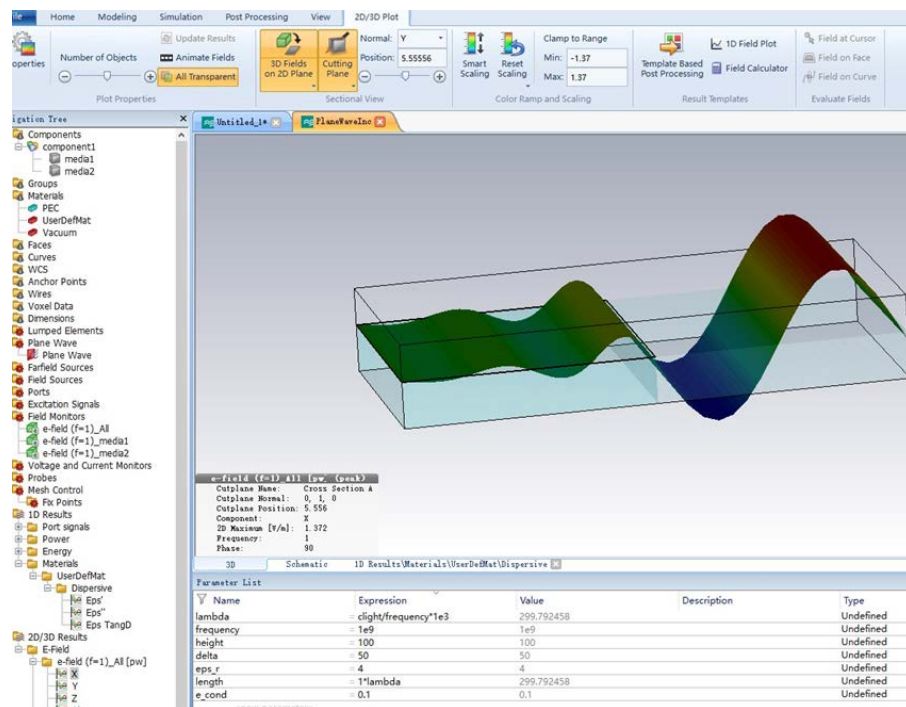 ile Home Modeling Simulation Post Processing View 2D/3D Plot
operties
Number of Objects
Update Results
Animate Fields
All Transparent
Plot Properties
3D Fields on 2D Plane
Cutting Plane
Normal: Y
Position: 5.55556
Sectional View
Smart Scaling
Reset Scaling
Clamp to Range
Min: -1.37
Max: 1.37
Color Ramp and Scaling
Template Based Post Processing
1D Field Plot
Field Calculator
Result Templates
Field at Cursor
Field on Face
Field on Curve
Evaluate Fields
igation Tree
Untitled_1*
PlaneWaveInc
Components
component1
media1
media2
Groups
Materials
PEC
UserDefMat
Vacuum
Faces
Curves
WCS
Anchor Points
Wires
Voxel Data
Dimensions
Lumped Elements
Plane Wave
Plane Wave
Farfield Sources
Field Sources
Ports
Excitation Signals
Field Monitors
e-field (f=1)_All
e-field (f=1)_media1
e-field (f=1)_media2
Voltage and Current Monitors
Probes
Mesh Control
Fix Points
1D Results
Port signals
Power
Energy
Materials
UserDefMat
Dispersive
Eps'
Eps"
Eps TangD
2D/3D Results
E-Field
e-field (f=1)_All [pw]
X
Y
Z
e-field (f=1)_All [pw] (peak)
Cutplane Name: Cross Section A
Cutplane Normal: 0, 1, 0
Cutplane Position: 5.556
Component: X
2D Maximum [V/m]: 1.372
Frequency: 1
Phase: 90
3D Schematic 1D Results\Materials\UserDefMat\Dispersive
Parameter List
Name Expression Value Description Type
lambda = clight/frequency*1e3 299.792458 Undefined
frequency = 1e9 1e9 Undefined
height = 100 100 Undefined
delta = 50 50 Undefined
eps_r = 4 4 Undefined
length = 1*lambda 299.792458 Undefined
e_cond = 0.1 0.1 Undefined